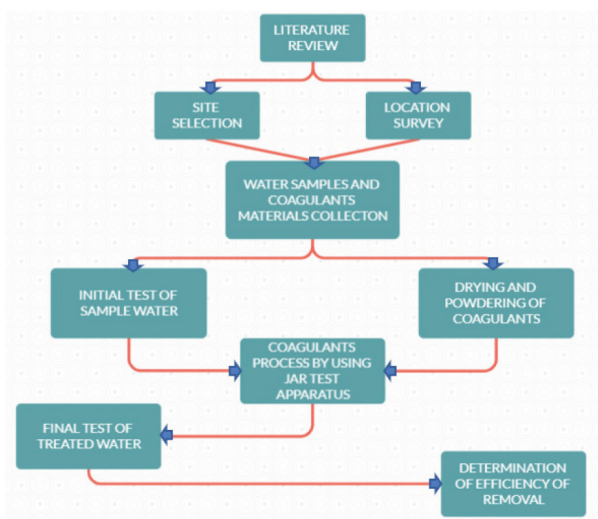 LITERATURE
REVIEW
SITE
SELECTION
LOCATION
SURVEY
WATER SAMPLES AND
COAGULANTS
MATERIALS COLLECTON
INITIAL TEST OF
SAMPLE WATER
DRYING AND
POWDERING OF
COAGULANTS
COAGULANTS
PROCESS BY USING
JAR TEST
APPARATUS
FINAL TEST OF
TREATED WATER
DETERMINATION
OF EFFICIENCY OF
REMOVAL